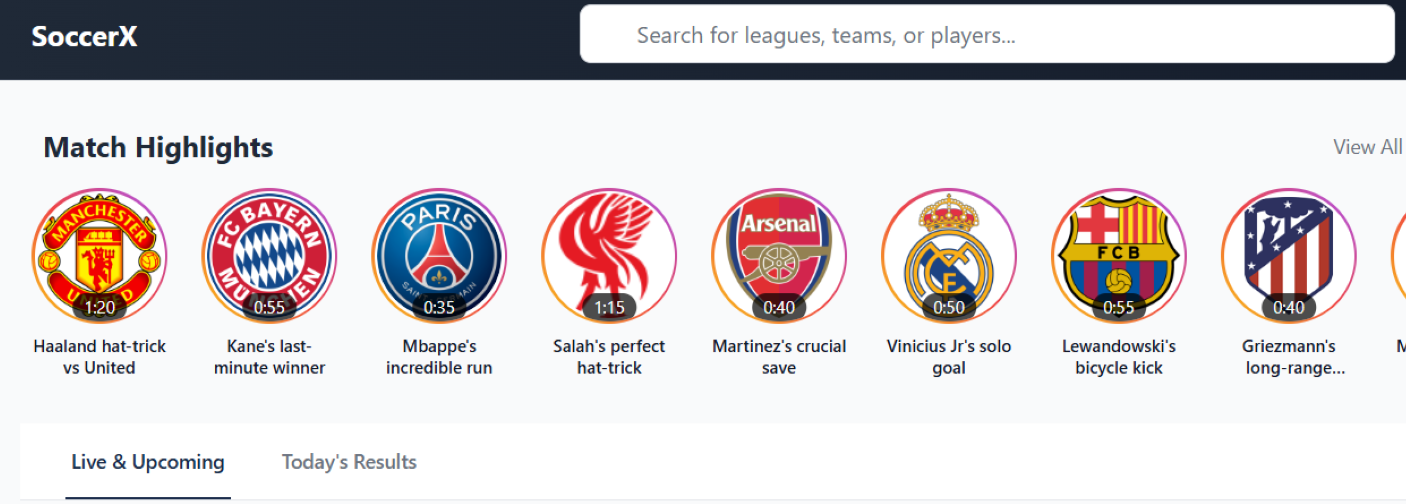 SoccerX
Search for leagues, teams, or players...
Match Highlights
View All
MANCHESTER
UNITED
1:20
FC BAYERN
MÜNCHEN
0:55
PARIS
SAINT-GERMAIN
0:35
1:15
Arsenal
0:40
0:50
FCB
0:55
0:40
Haaland hat-trick
vs United
Kane's last-
minute winner
Mbappe's
incredible run
Salah's perfect
hat-trick
Martinez's crucial
save
Vinicius Jr's solo
goal
Lewandowski's
bicycle kick
Griezmann's
long-range...
M
Live & Upcoming
Today's Results